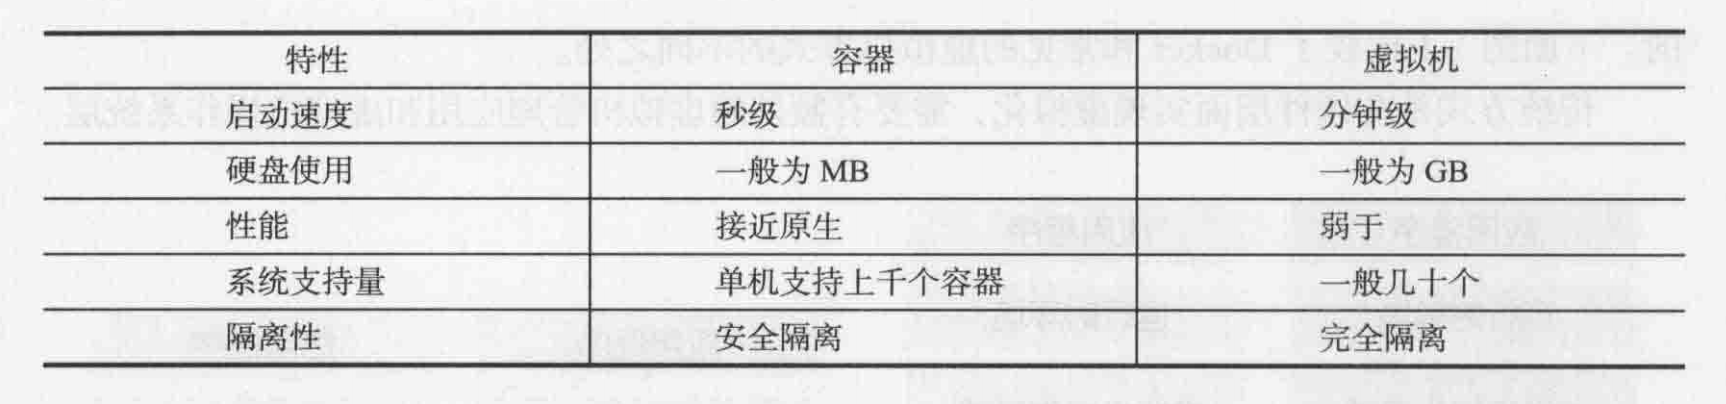 特性 容器 虚拟机
启动速度 秒级 分钟级
硬盘使用 一般为 MB 一般为 GB
性能 接近原生 弱于
系统支持量 单机支持上千个容器 一般几十个
隔离性 安全隔离 完全隔离